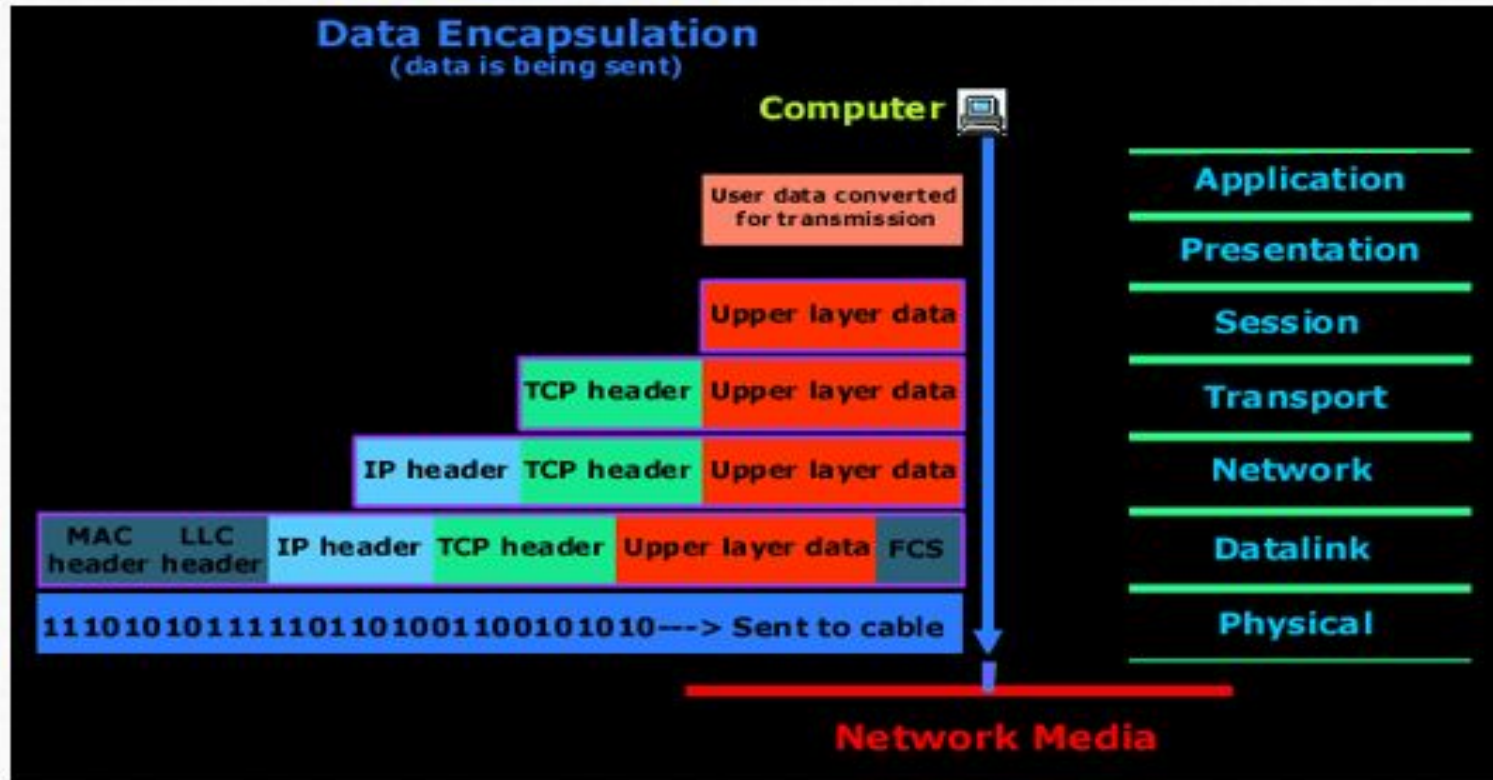 Data Encapsulation
(data is being sent)
Computer
User data converted
for transmission
Upper layer data
TCP header Upper layer data
IP header TCP header Upper layer data
MAC header LLC header IP header TCP header Upper layer data FCS
11101010111110110100110010101​0---> Sent to cable
Network Media
Application
Presentation
Session
Transport
Network
Datalink
Physical